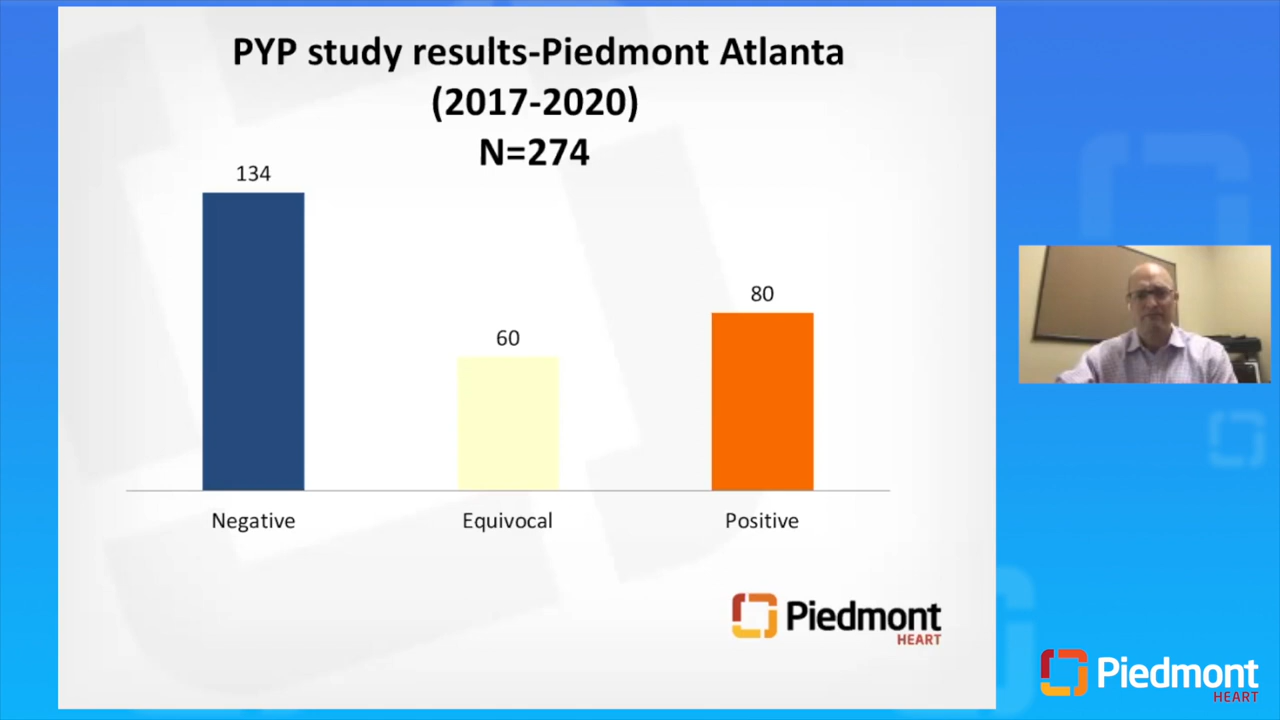 PYP study results-Piedmont Atlanta
(2017-2020)
N=274
134
60
80
Negative
Equivocal
Positive
Piedmont
HEART
Piedmont
HEART